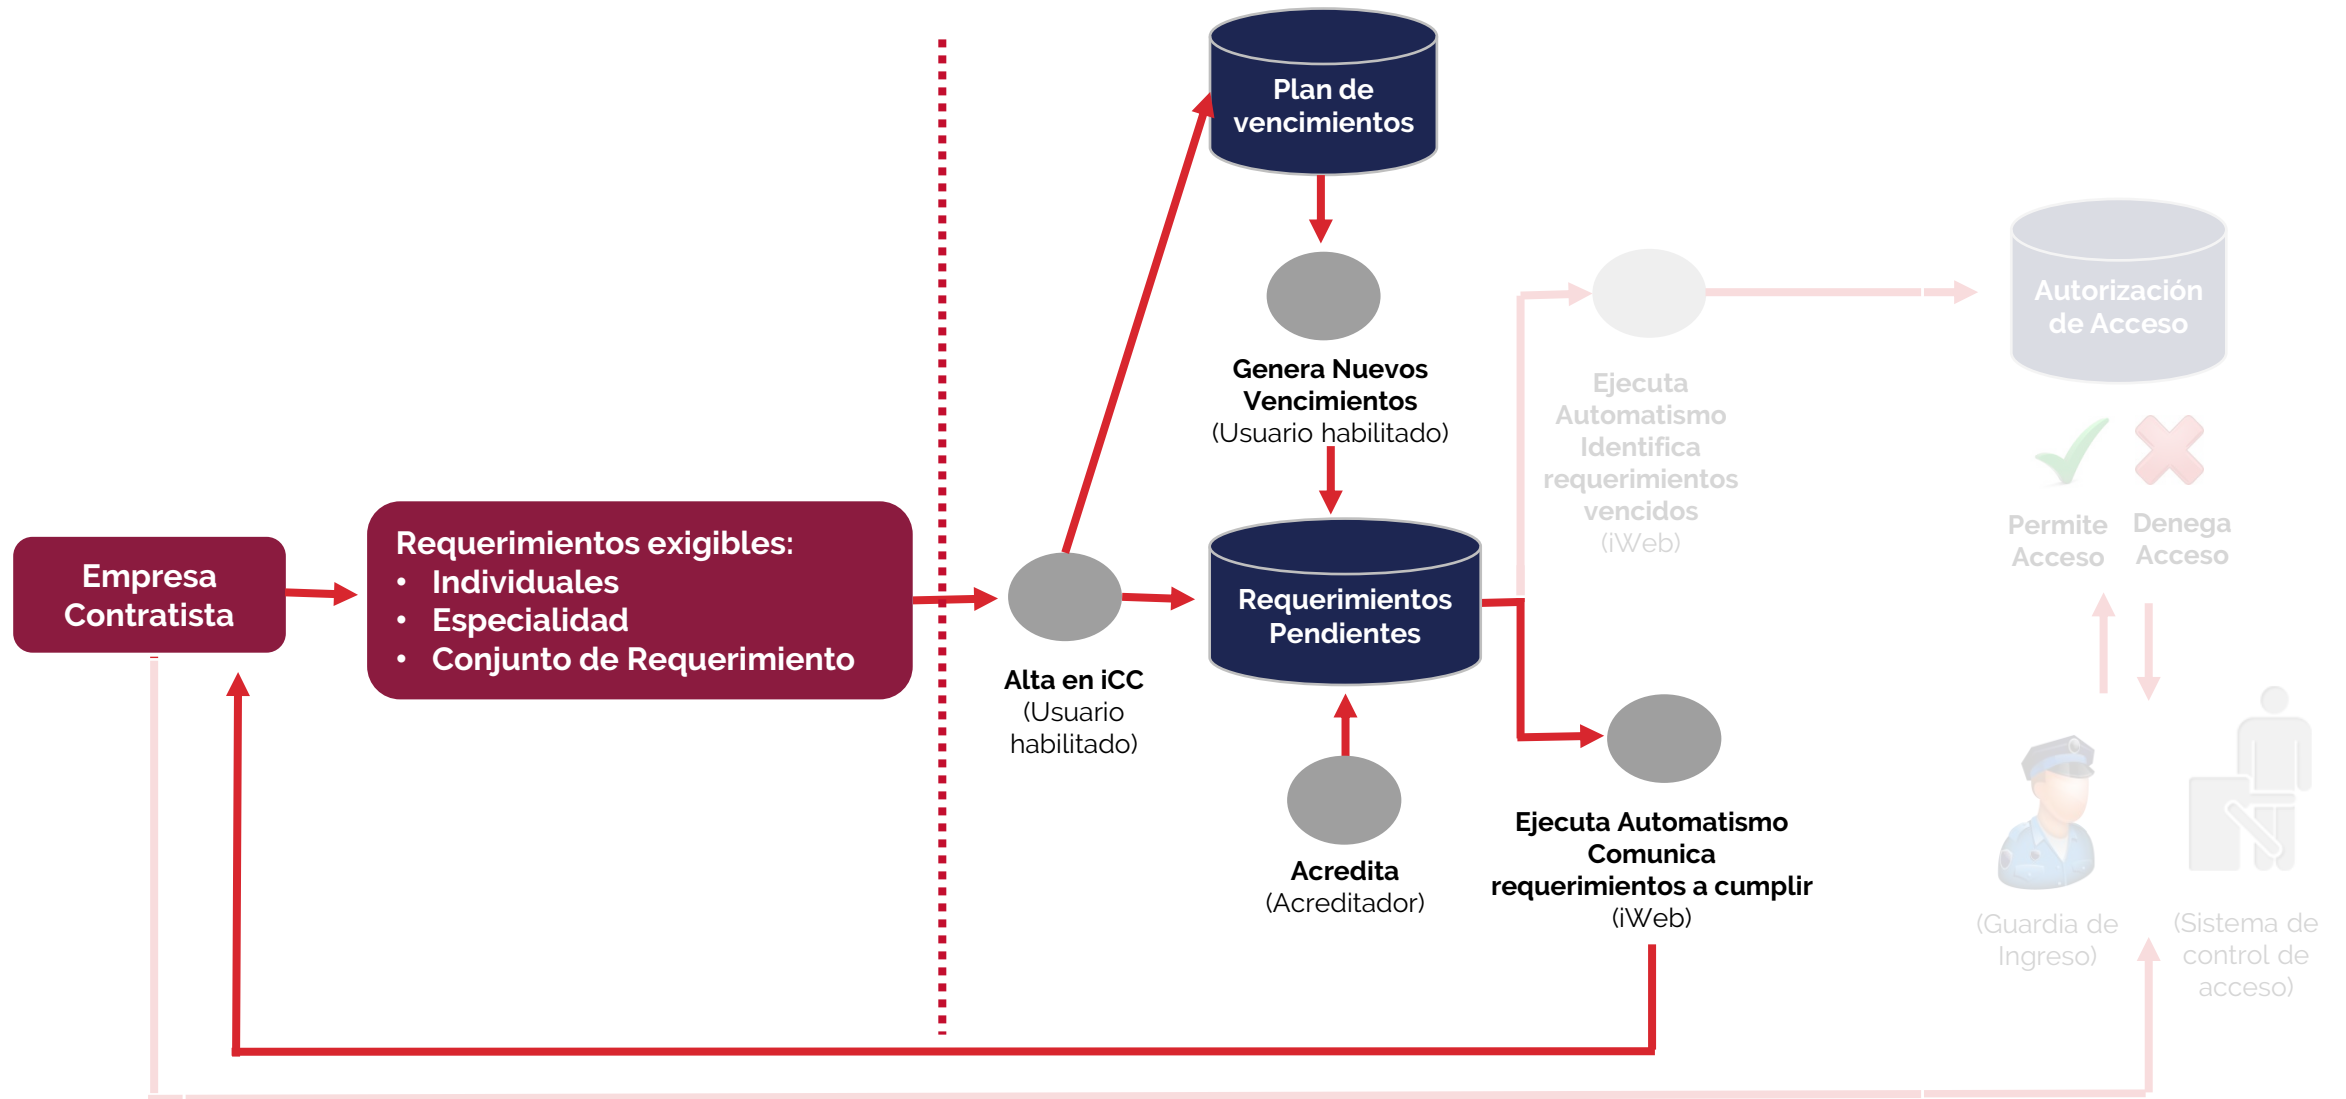 Plan de
vencimientos
Genera Nuevos
Vencimientos
(Usuario habilitado)
Autorización
de Acceso
Ejecuta
Automatismo
Identifica
requerimientos
vencidos
(iWeb)
Permite
Acceso
Denega
Acceso
Empresa
Contratista
Requerimientos exigibles:
• Individuales
• Especialidad
• Conjunto de Requerimiento
Alta en iCC
(Usuario
habilitado)
Requerimientos
Pendientes
Acredita
(Acreditador)
Ejecuta Automatismo
Comunica
requerimientos a cumplir
(iWeb)
(Guardia de
Ingreso)
(Sistema de
control de
acceso)